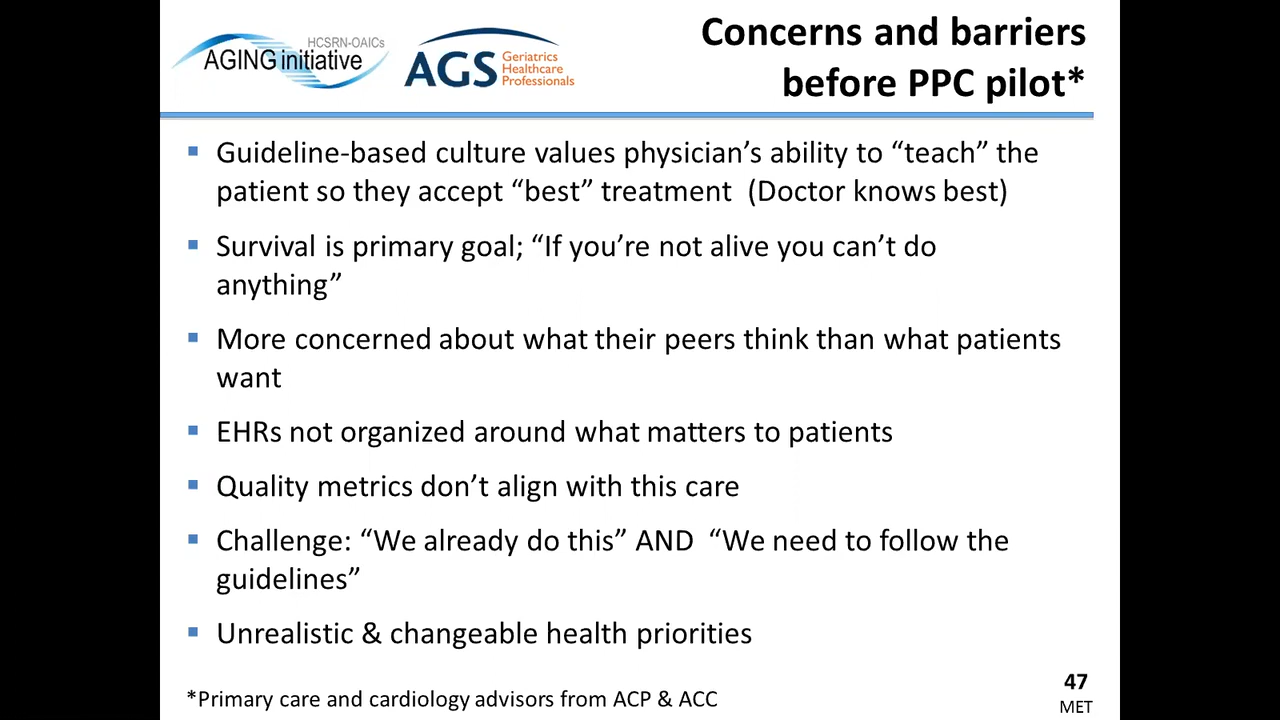 HCSRN-OAICs
AGING initiative
AGS
Geriatrics
Healthcare
Professionals
Concerns and barriers
before PPC pilot*
▪ Guideline-based culture values physician’s ability to “teach” the
patient so they accept “best” treatment (Doctor knows best)
▪ Survival is primary goal; “If you’re not alive you can’t do
anything”
▪ More concerned about what their peers think than what patients
want
▪ EHRs not organized around what matters to patients
▪ Quality metrics don’t align with this care
▪ Challenge: “We already do this” AND “We need to follow the
guidelines”
▪ Unrealistic & changeable health priorities
*Primary care and cardiology advisors from ACP & ACC
47
MET